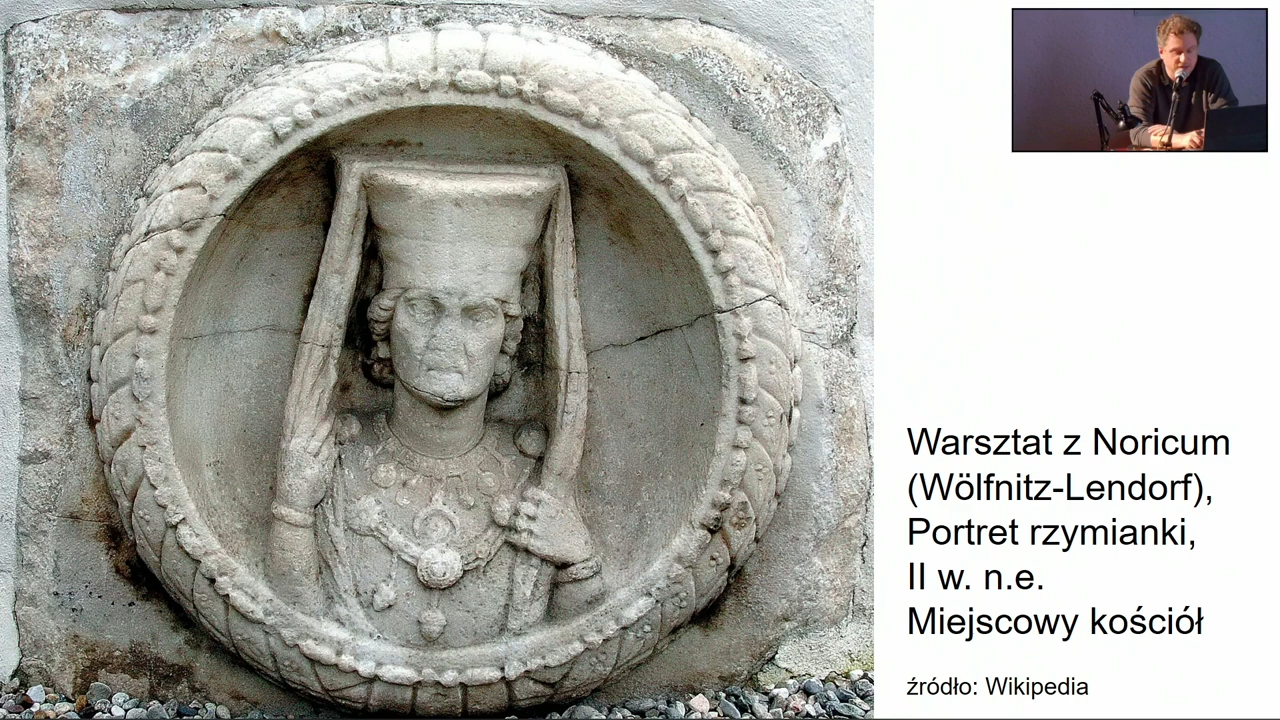 Warsztat z Noricum
(Wölfnitz-Lendorf),
Portret rzymianki,
II w. n.e.
Miejscowy kościół
źródło: Wikipedia